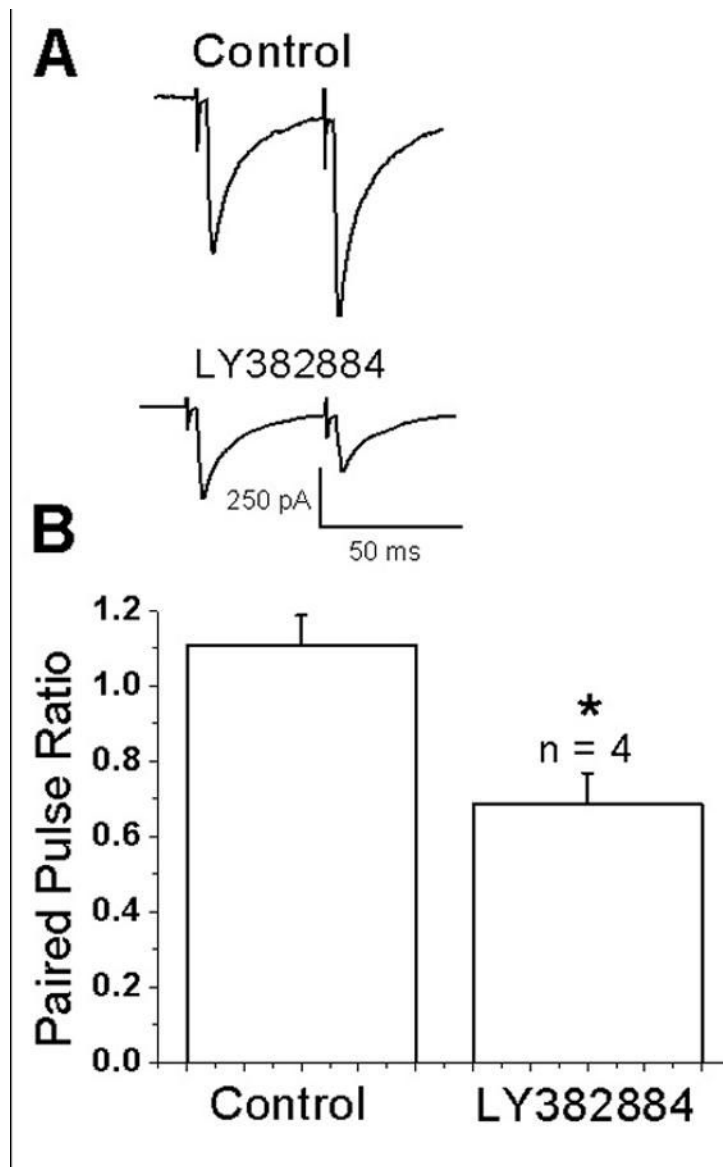 A
Control
LY382884
250 pA
50 ms
B
Paired Pulse Ratio
1.2
1.0
0.8
0.6
0.4
0.2
0.0
*
n = 4
Control
LY382884